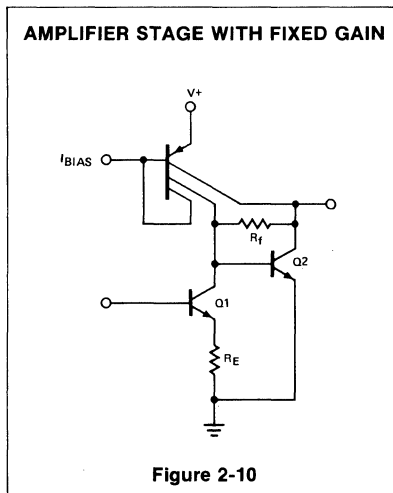 AMPLIFIER STAGE WITH FIXED GAIN
V+
IBIAS
Rf
Q2
Q1
RE
Figure 2-10